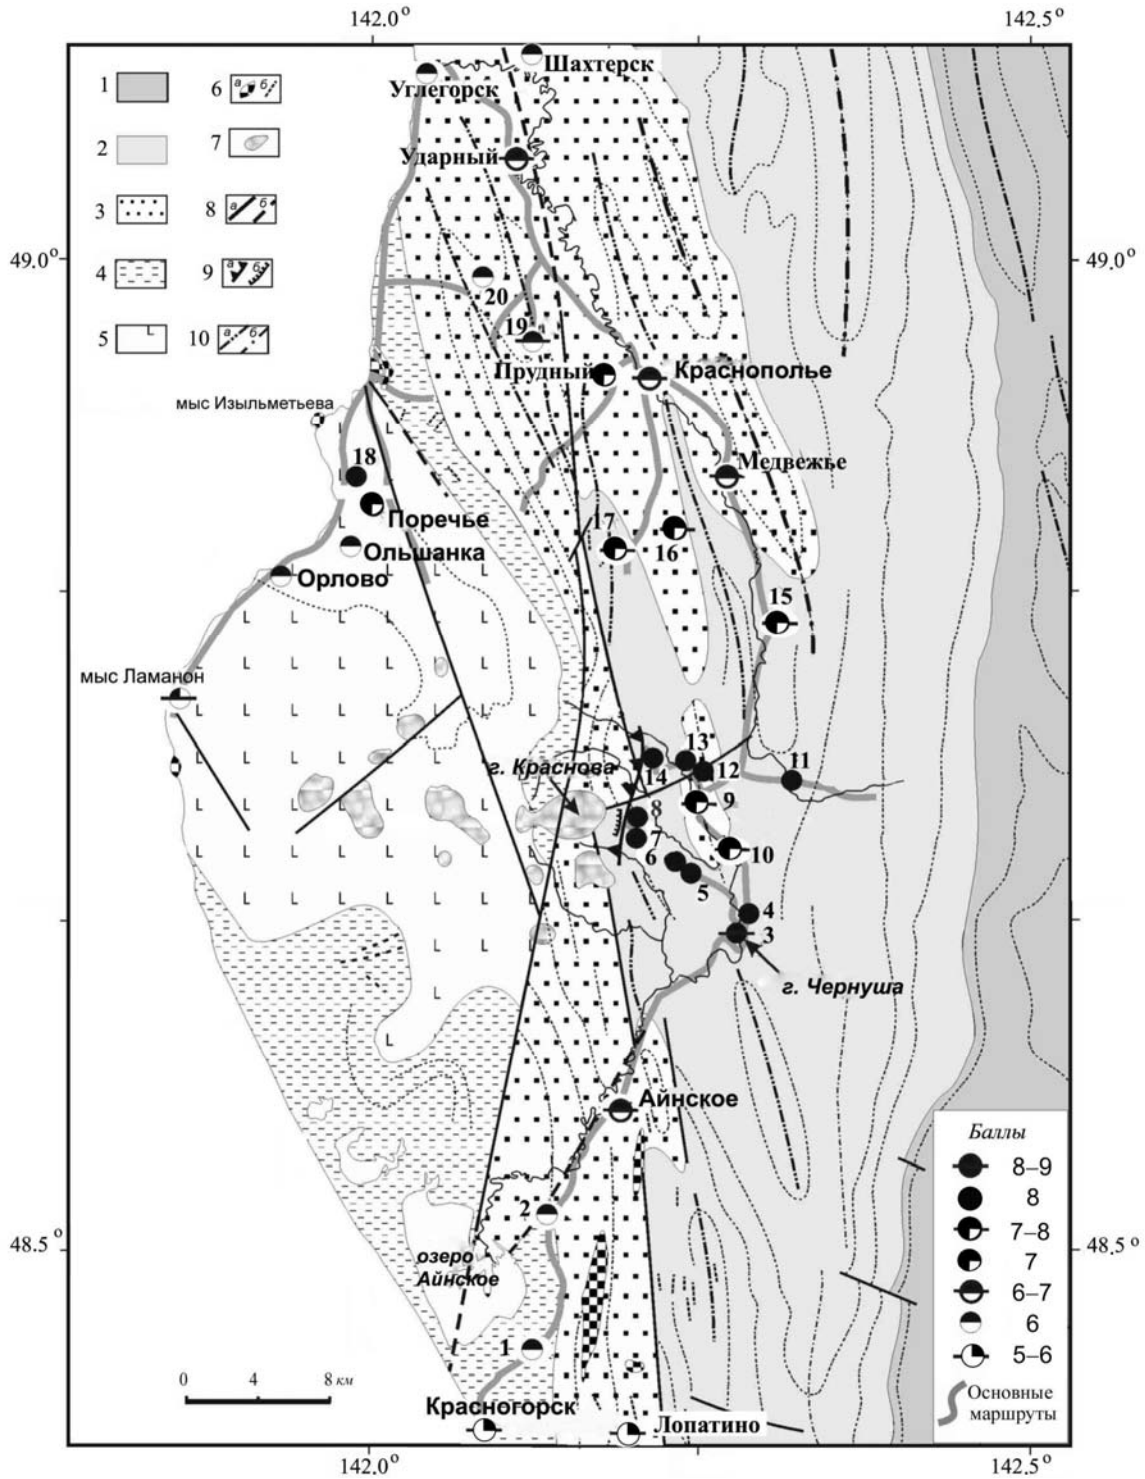 142.0°
142.5°
1
2
3
4
5
6 а б
7
8 а б
9 а б
10 а б
Шахтерск
Углегорск
Ударный
49.0°
49.0°
20
19
Прудный
Краснополье
мыс Изыльметьева
Медвежье
18
Поречье
17
16
Ольшанка
Орлово
15
мыс Ламанон
13
14
12
11
г. Краснова
9
8
7
6
10
5
4
3
г. Чернуша
Айнское
2
озеро
Айнское
48.5°
48.5°
1
0 4 8 км
Красногорск
Лопатино
Баллы
8–9
8
7–8
7
6–7
6
5–6
Основные
маршруты
142.0°
142.5°
L